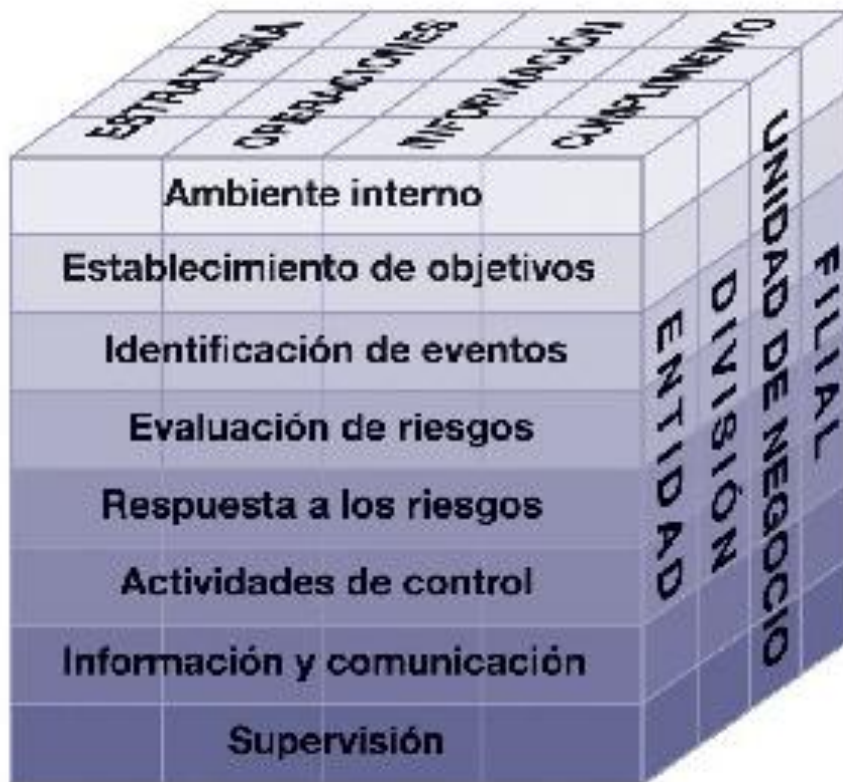 ESTRATEGIA
OPERACIONES
INFORMACIÓN
CUMPLIMIENTO
Ambiente interno
Establecimiento de objetivos
Identificación de eventos
Evaluación de riesgos
Respuesta a los riesgos
Actividades de control
Información y comunicación
Supervisión
ENTIDAD
DIVISIÓN
UNIDAD DE NEGOCIO
FILIAL